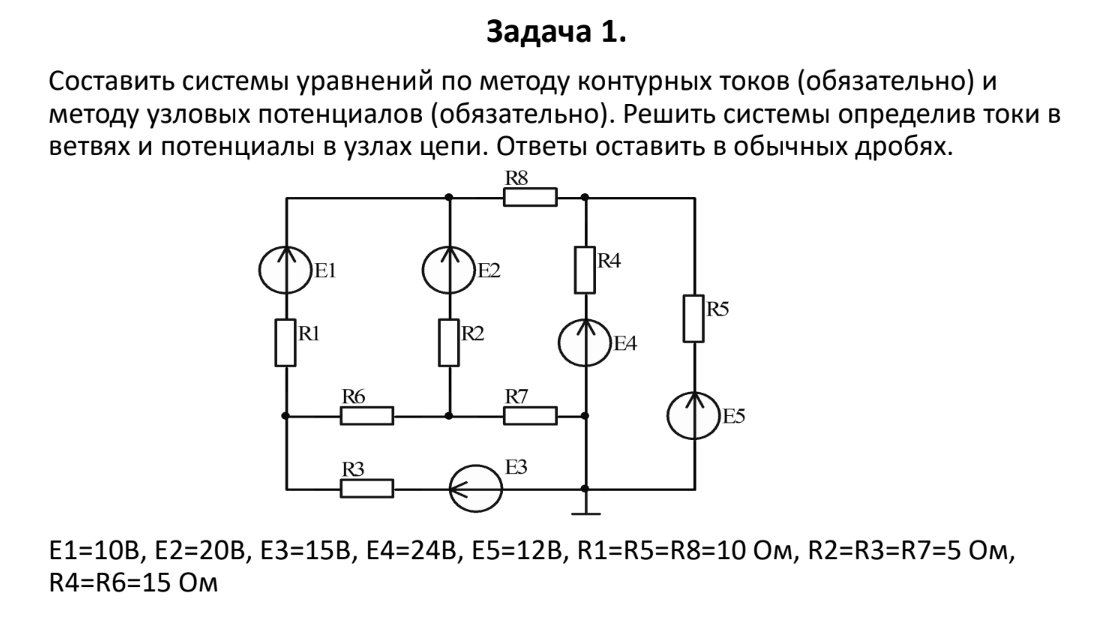 Задача 1.
Составить системы уравнений по методу контурных токов (обязательно) и
методу узловых потенциалов (обязательно). Решить системы определив токи в
ветвях и потенциалы в узлах цепи. Ответы оставить в обычных дробях.
R8
E1
E2
R4
R5
R1
R2
E4
R6
R7
E5
R3
E3
E1=10В, E2=20В, E3=15В, E4=24В, E5=12В, R1=R5=R8=10 Ом, R2=R3=R7=5 Ом,
R4=R6=15 Ом